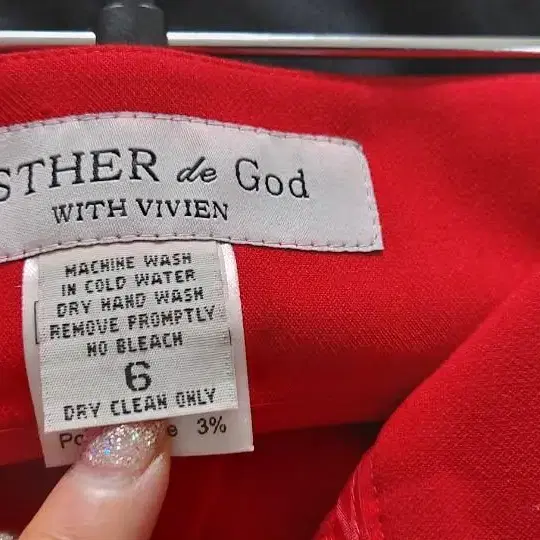 STHER de God
WITH VIVIEN
MACHINE WASH
IN COLD WATER
DRY HAND WASH
REMOVE PROMPTLY
NO BLEACH
6
DRY CLEAN ONLY
3%